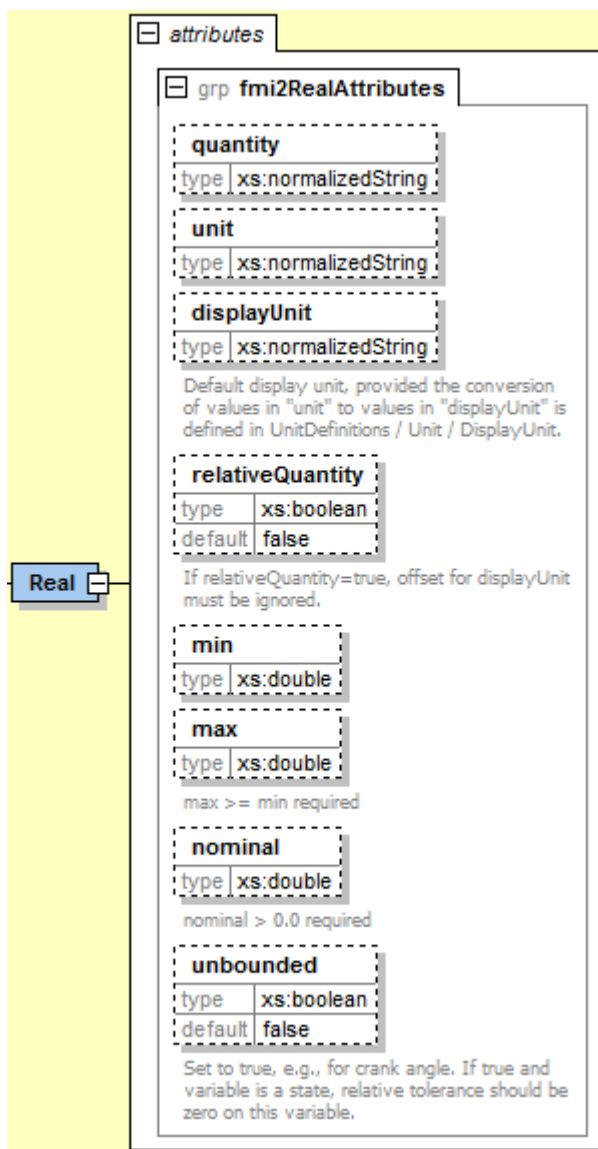 attributes
grp fmi2RealAttributes
quantity
type xs:normalizedString
unit
type xs:normalizedString
displayUnit
type xs:normalizedString
Default display unit, provided the conversion
of values in "unit" to values in "displayUnit" is
defined in UnitDefinitions / Unit / DisplayUnit.
relativeQuantity
type xs:boolean
default false
Real
If relativeQuantity=true, offset for displayUnit
must be ignored.
min
type xs:double
max
type xs:double
max >= min required
nominal
type xs:double
nominal > 0.0 required
unbounded
type xs:boolean
default false
Set to true, e.g., for crank angle. If true and
variable is a state, relative tolerance should be
zero on this variable.